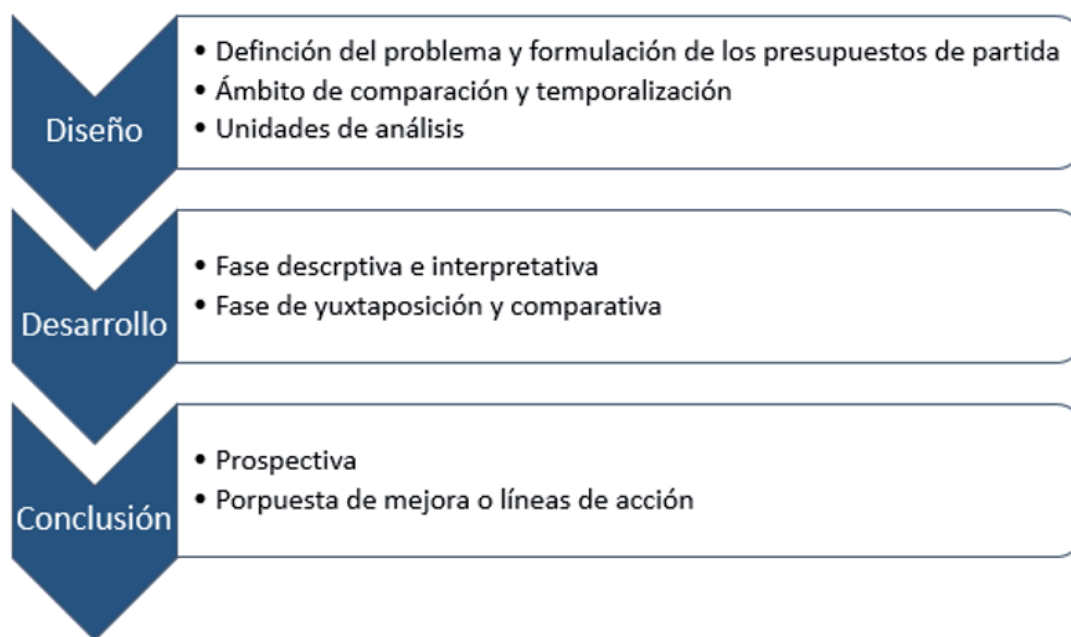 Diseño
• Definción del problema y formulación de los presupuestos de partida
• Ámbito de comparación y temporalización
• Unidades de análisis
Desarrollo
• Fase descrptiva e interpretativa
• Fase de yuxtaposición y comparativa
Conclusión
• Prospectiva
• Porpuesta de mejora o líneas de acción